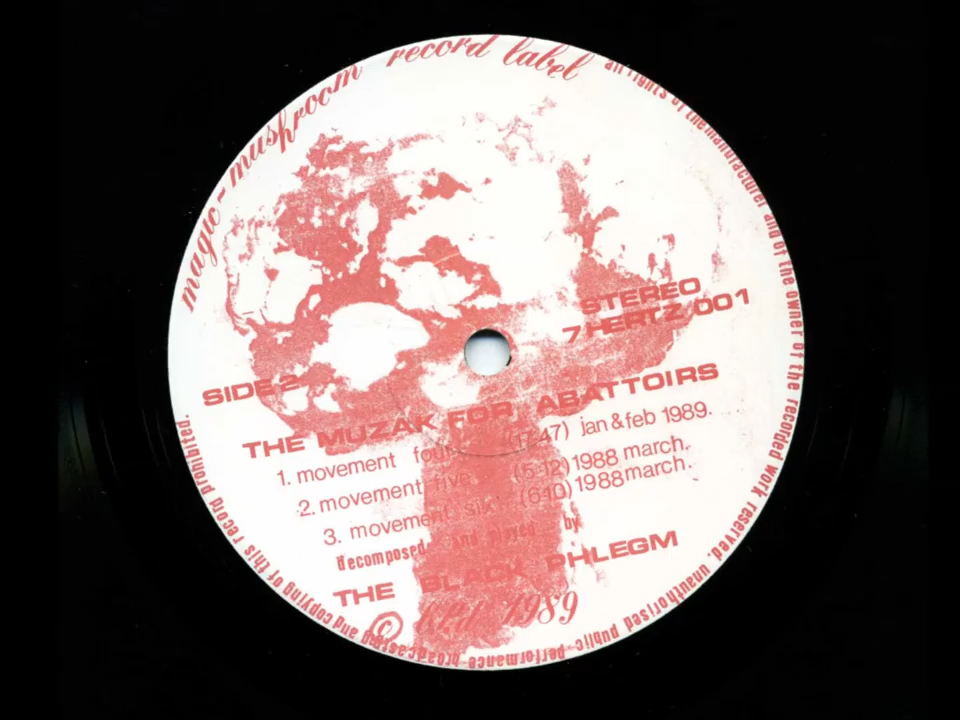 magic-mushroom record label
all rights of the manufacturer and of the owner of the recorded work reserved. unauthorised public performance broadcasting and copying of this record prohibited.
STEREO
7 HERTZ 001
SIDE 2
THE MUZAK FOR ABATTOIRS
1. movement four (17:47) jan & feb 1989.
2. movement five (5:12) 1988 march.
3. movement six (6:10) 1988 march.
decomposed and played by
THE BLACK PHLEGM
© 1989